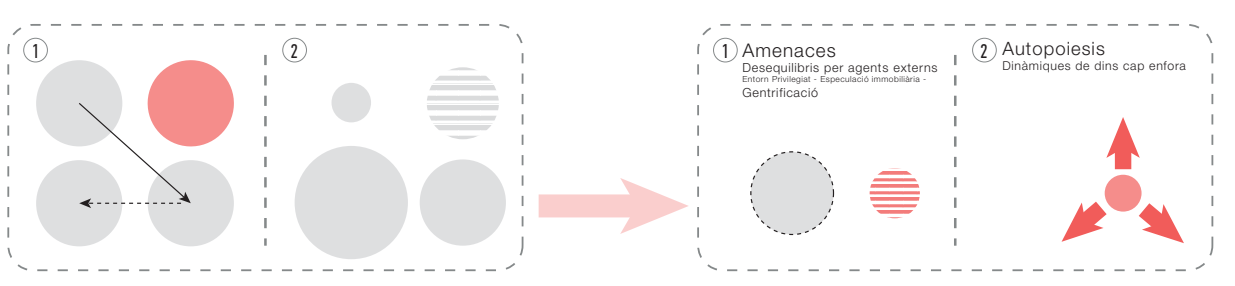 1
2
1 Amenaces
Desequilibris per agents externs
Entorn Privilegiat - Especulació immobiliària -
Gentrificació
2 Autopoiesis
Dinàmiques de dins cap enfora